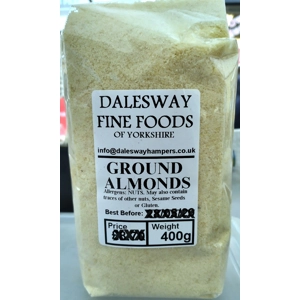 DALESWAY
FINE FOODS
OF YORKSHIRE
info@daleswayhampers.co.uk
GROUND
ALMONDS
Allergens: NUTS. May also contain
traces of other nuts, Sesame Seeds
or Gluten.
Best Before:
Price Weight
400g